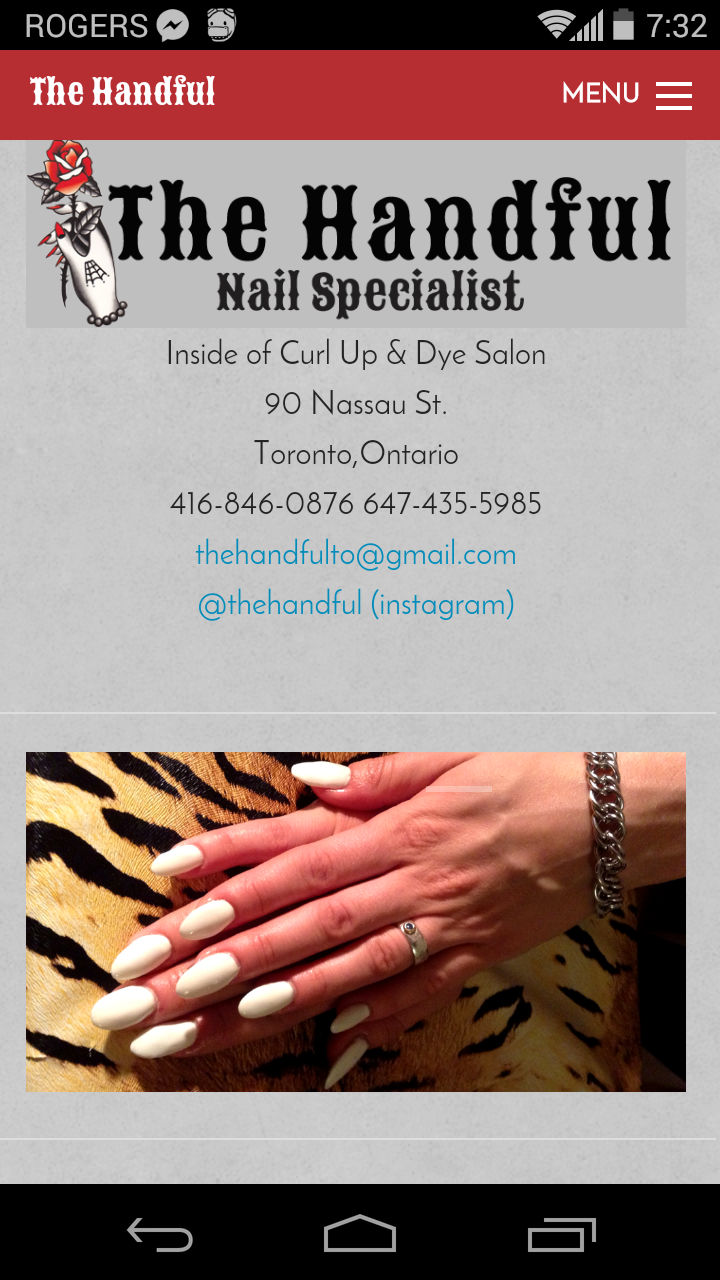 ROGERS 7:32
The Handful MENU
The Handful
Nail Specialist
Inside of Curl Up & Dye Salon
90 Nassau St.
Toronto,Ontario
416-846-0876 647-435-5985
thehandfulto@gmail.com
@thehandful (instagram)